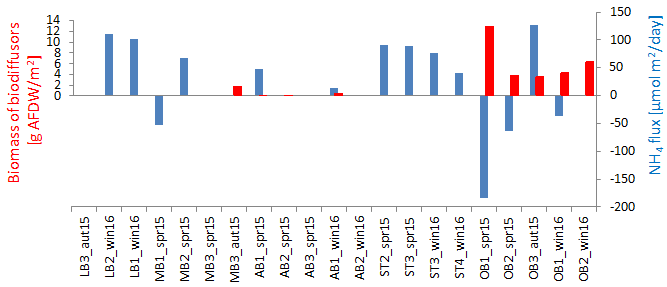 Biomass of biodiffusors
[g AFDW/m²]
14
12
10
8
6
4
2
0
150
100
50
0
-50
-100
-150
-200
NH₄ flux [µmol m²/day]
LB3_aut15
LB2_win16
LB1_win16
MB1_spr15
MB2_spr15
MB3_spr15
MB3_aut15
AB1_spr15
AB2_spr15
AB3_spr15
AB1_win16
AB2_win16
ST2_spr15
ST3_spr15
ST3_win16
ST4_win16
OB1_spr15
OB2_spr15
OB3_aut15
OB1_win16
OB2_win16